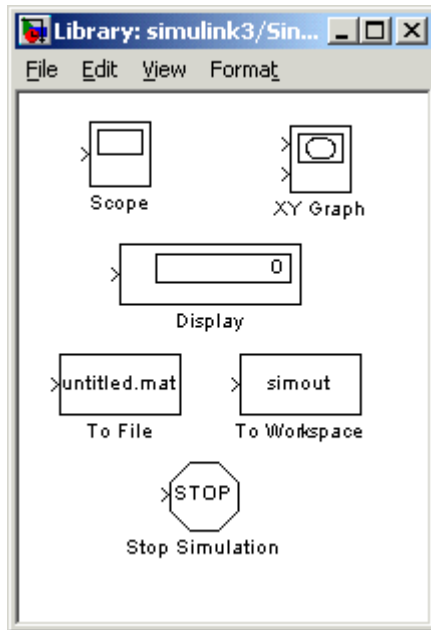 Library: simulink3/Sin...
File Edit View Format
Scope
XY Graph
0
Display
untitled.mat
simout
To File
To Workspace
STOP
Stop Simulation